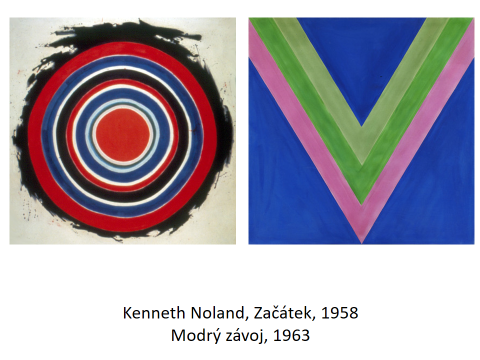 Kenneth Noland, Začátek, 1958
Modrý závoj, 1963